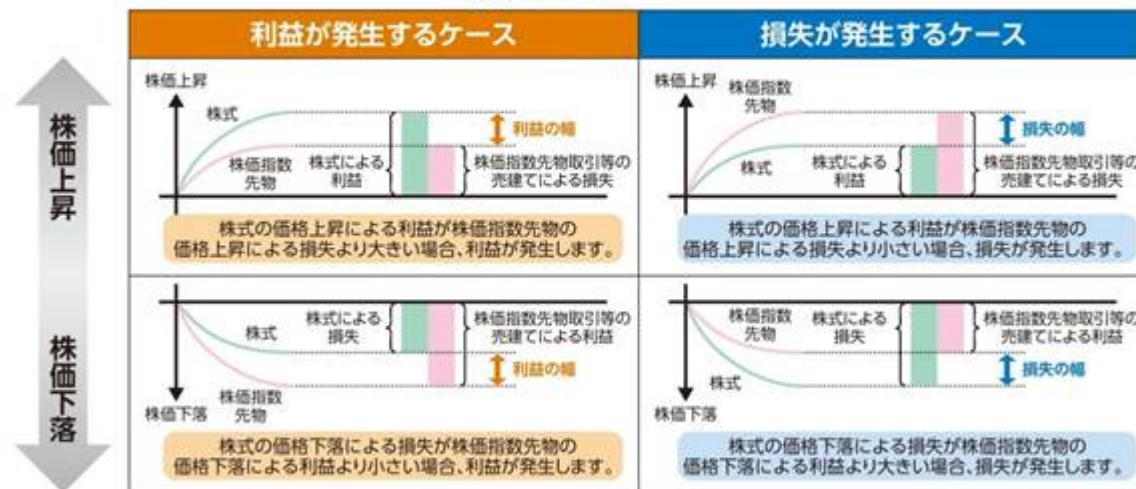 利益が発生するケース
損失が発生するケース
株価上昇
株価下落
株価上昇
株式
株価指数
先物
株式による
利益
利益の幅
株価指数先物取引等の
売建てによる損失
株式の価格上昇による利益が株価指数先物の
価格上昇による損失より大きい場合、利益が発生します。
株価上昇
株価指数
先物
株式
株式による
利益
損失の幅
株価指数先物取引等の
売建てによる損失
株式の価格上昇による利益が株価指数先物の
価格上昇による損失より小さい場合、損失が発生します。
株式
株価指数
先物
株価下落
株式による
損失
株価指数先物取引等の
売建てによる利益
利益の幅
株式の価格下落による損失が株価指数先物の
価格下落による利益より小さい場合、利益が発生します。
株価指数
先物
株式
株価下落
株式による
損失
株価指数先物取引等の
売建てによる利益
損失の幅
株式の価格下落による損失が株価指数先物の
価格下落による利益より大きい場合、損失が発生します。